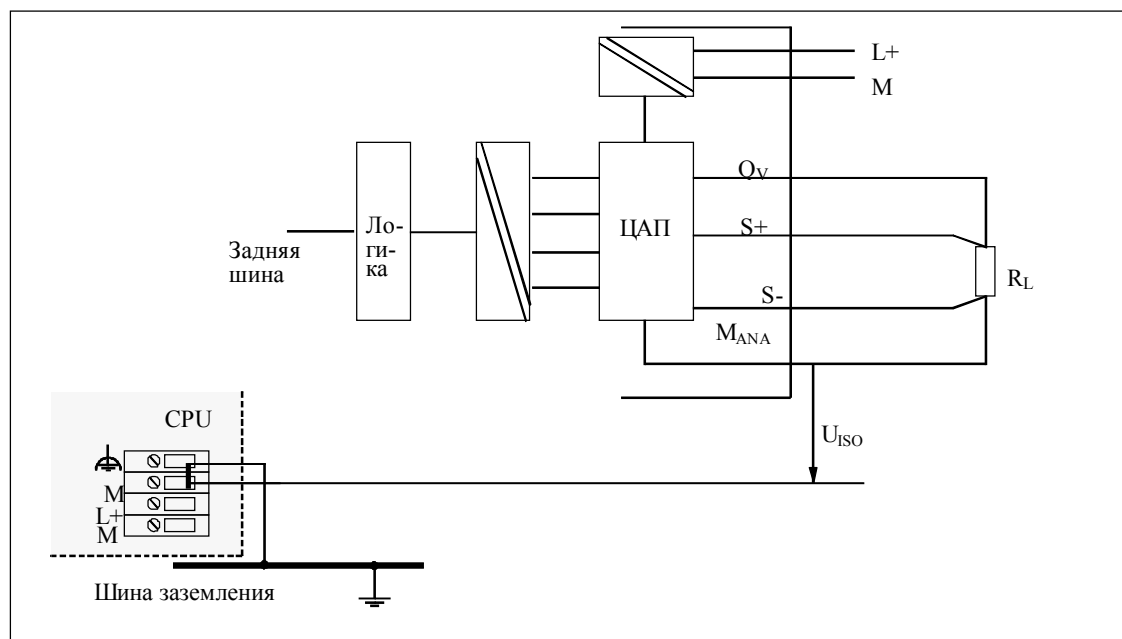 L+
M
QV
ЦАП
S+
Ло-
ги-
ка
Задняя
шина
S-
RL
MANA
CPU
UISO
M
L+
M
Шина заземления